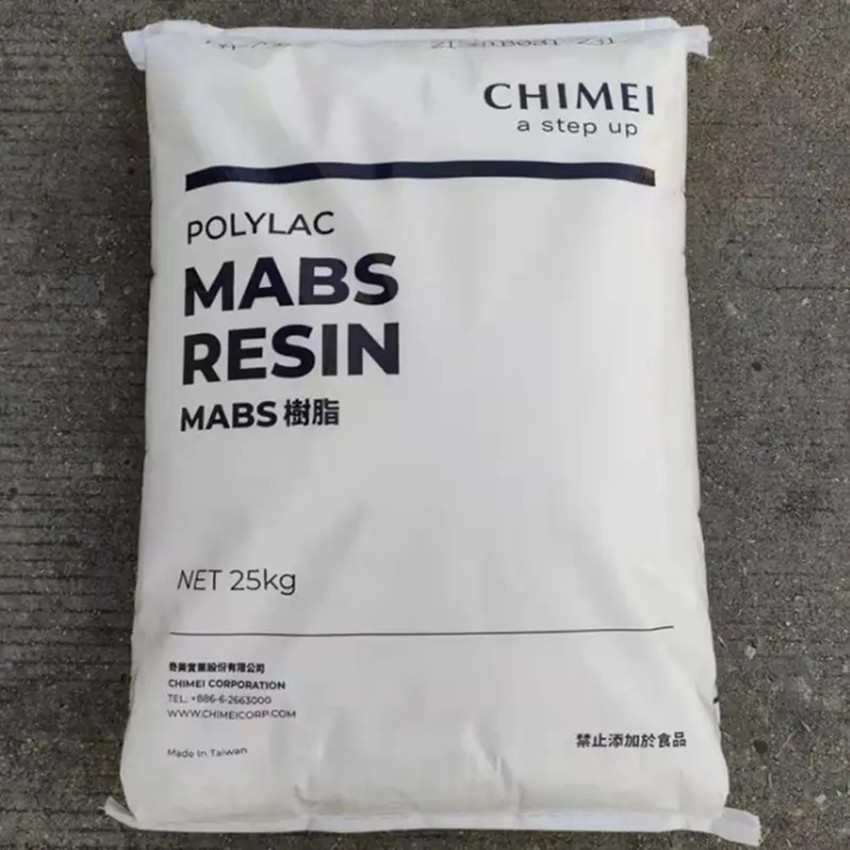 CHIMEI
a step up
POLYLAC
MABS
RESIN
MABS 樹脂
NET 25kg
奇美實業股份有限公司
CHIMEI CORPORATION
TEL: +886-6-2663000
WWW.CHIMEICORP.COM
Made In Taiwan
禁止添加於食品